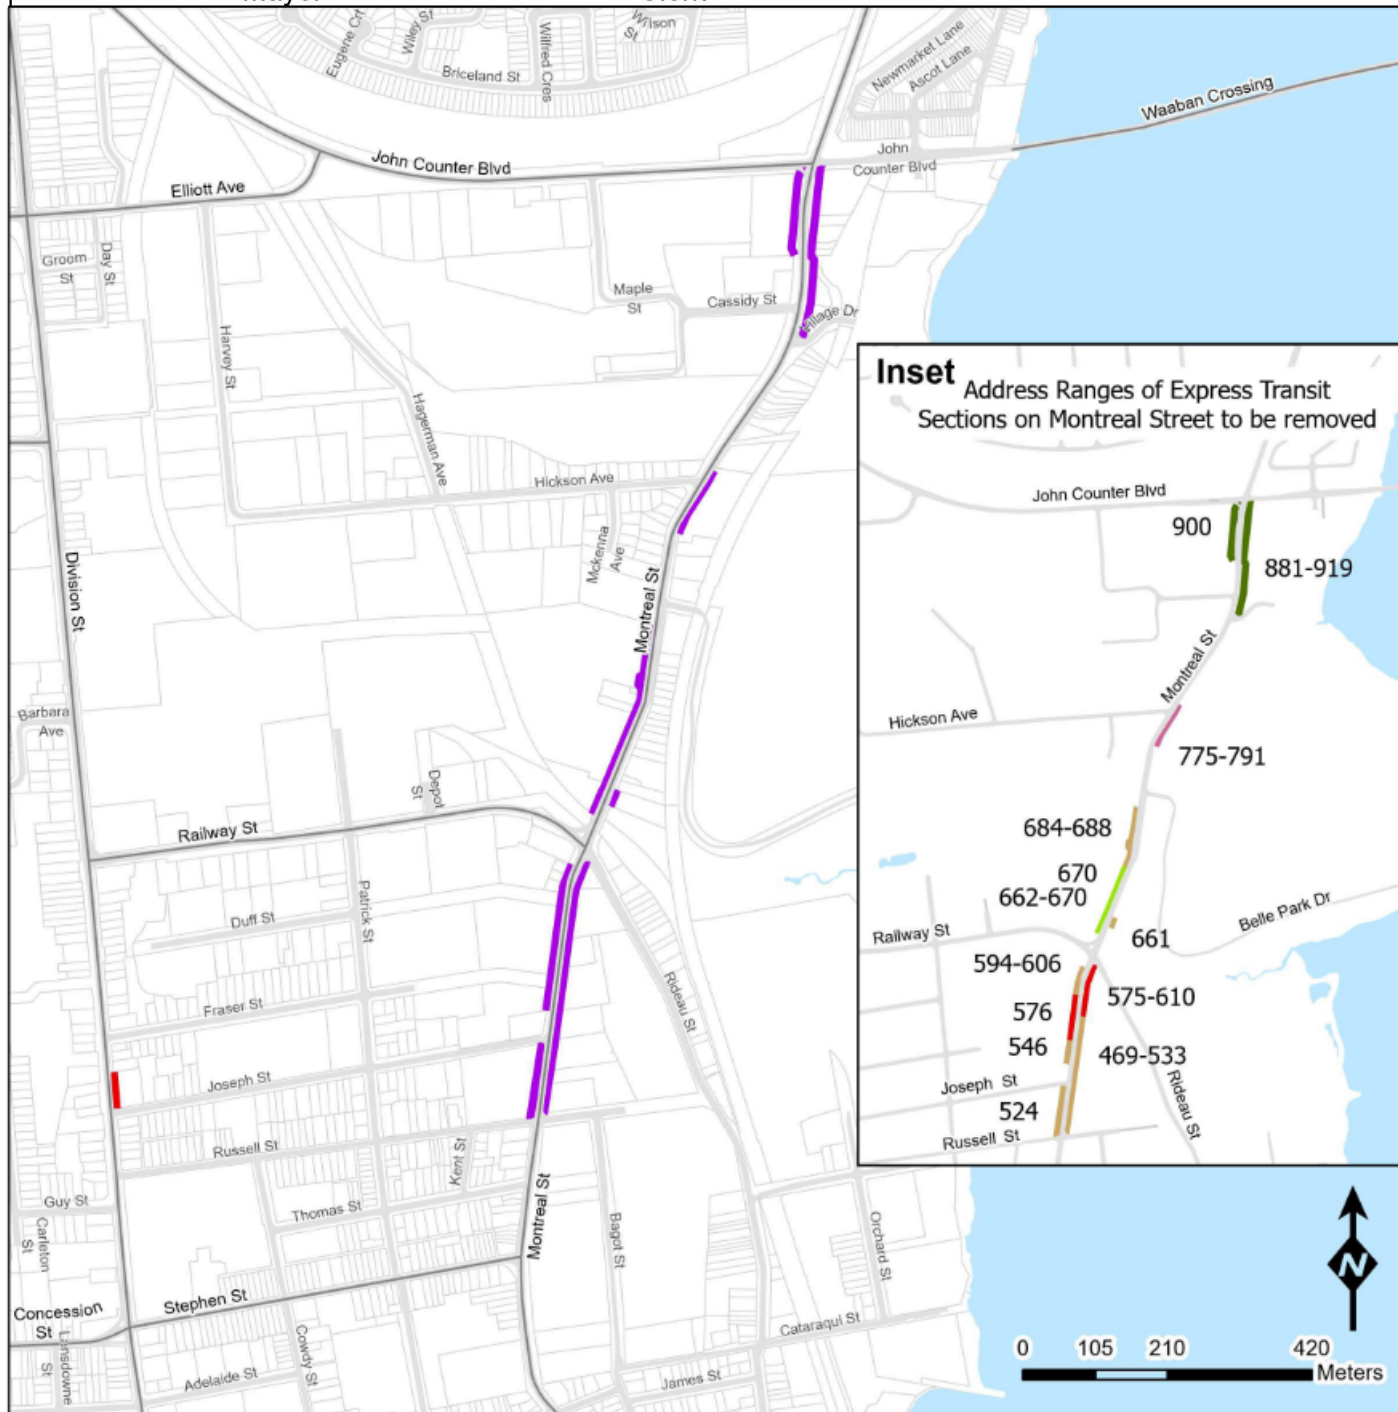 Eugene Crt
Wiley St
Wilfred Cres
Wilson
St
Briceland St
Newmarket Lane
Ascot Lane
Waaban Crossing
John Counter Blvd
John
Counter Blvd
Elliott Ave
Groom
St
Day St
Harvey St
Maple
St
Cassidy St
Village Dr
Hagerman Ave
Hickson Ave
Mckenna
Ave
Montreal St
Division St
Barbara
Ave
Depot
St
Railway St
Patrick St
Duff St
Fraser St
Rideau St
Joseph St
Russell St
Kent St
Guy St
Carleton
St
Thomas St
Montreal St
Bagot St
Orchard St
Stephen St
Concession
St
Lansdowne
St
Cowdy St
Cataraqui St
Adelaide St
James St
Inset
Address Ranges of Express Transit
Sections on Montreal Street to be removed
John Counter Blvd
900
881-919
Montreal St
Hickson Ave
775-791
684-688
670
662-670
Belle Park Dr
Railway St
661
594-606
575-610
576
546
469-533
Joseph St
Rideau St
524
Russell St
N
0 105 210 420
Meters